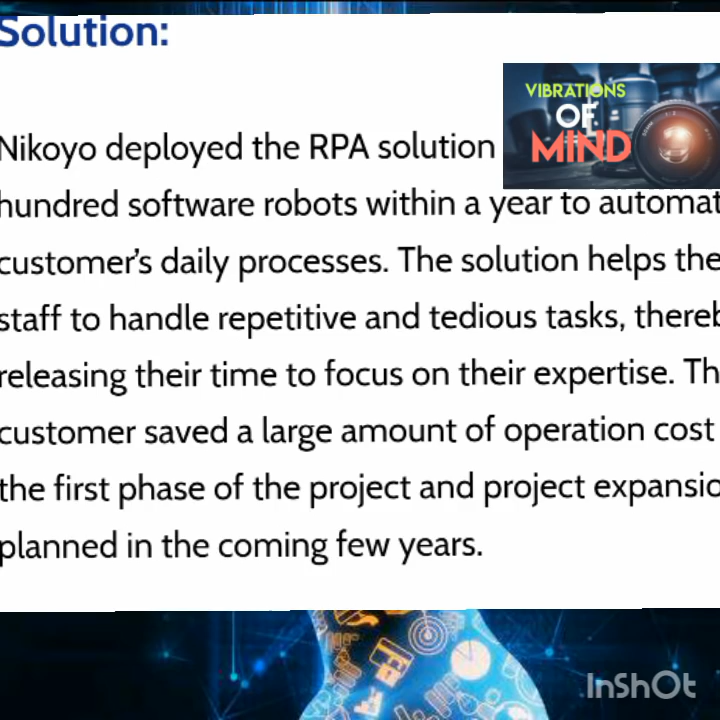 Solution:
VIBRATIONS
OF
MIND
Nikoyo deployed the RPA solution
hundred software robots within a year to automat
customer's daily processes. The solution helps the
staff to handle repetitive and tedious tasks, thereb
releasing their time to focus on their expertise. Th
customer saved a large amount of operation cost
the first phase of the project and project expansio
planned in the coming few years.
InShOt